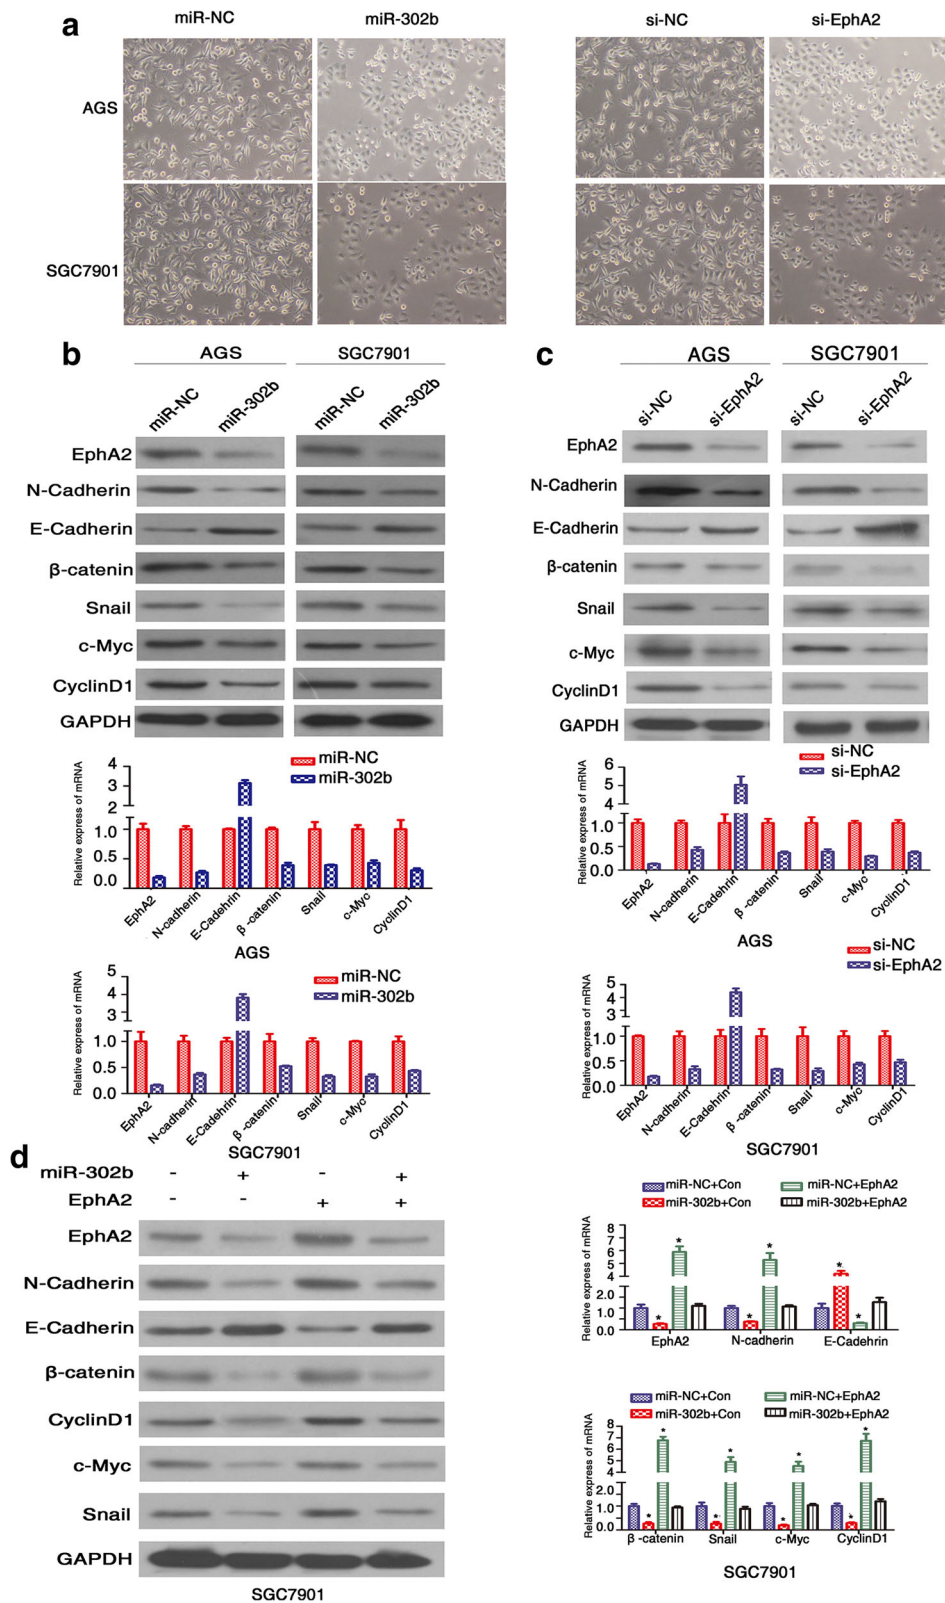 a
miR-NC miR-302b si-NC si-EphA2
AGS
SGC7901
b
AGS SGC7901
miR-NC miR-302b miR-NC miR-302b
EphA2
N-Cadherin
E-Cadherin
β-catenin
Snail
c-Myc
CyclinD1
GAPDH
Relative express of mRNA
4
3
2
1.0
0.5
0.0
miR-NC
miR-302b
EphA2 N-cadherin E-Cadehrin β -catenin Snail c-Myc CyclinD1
AGS
Relative express of mRNA
5
4
3
2
1.0
0.5
0.0
miR-NC
miR-302b
EphA2 N-cadherin E-Cadehrin β -catenin Snail c-Myc CyclinD1
SGC7901
c
AGS SGC7901
si-NC si-EphA2 si-NC si-EphA2
EphA2
N-Cadherin
E-Cadherin
β-catenin
Snail
c-Myc
CyclinD1
GAPDH
Relative express of mRNA
6
5
4
3
2
1.0
0.5
0.0
si-NC
si-EphA2
EphA2 N-cadherin E-Cadehrin β -catenin Snail c-Myc CyclinD1
AGS
Relative express of mRNA
5
4
3
2
1.0
0.5
0.0
si-NC
si-EphA2
EphA2 N-cadherin E-Cadehrin β -catenin Snail c-Myc CyclinD1
SGC7901
d
miR-302b - + - +
EphA2 - - + +
EphA2
N-Cadherin
E-Cadherin
β-catenin
CyclinD1
c-Myc
Snail
GAPDH
SGC7901
miR-NC+Con miR-NC+EphA2
miR-302b+Con miR-302b+EphA2
Relative express of mRNA
8
7
6
5
4
3
2.0
1.0
0.0
* * * * * *
EphA2 N-cadherin E-Cadehrin
miR-NC+Con miR-NC+EphA2
miR-302b+Con miR-302b+EphA2
Relative express of mRNA
8
7
6
5
4
3
2.0
1.0
0.0
* * * * * * * *
β -catenin Snail c-Myc CyclinD1
SGC7901